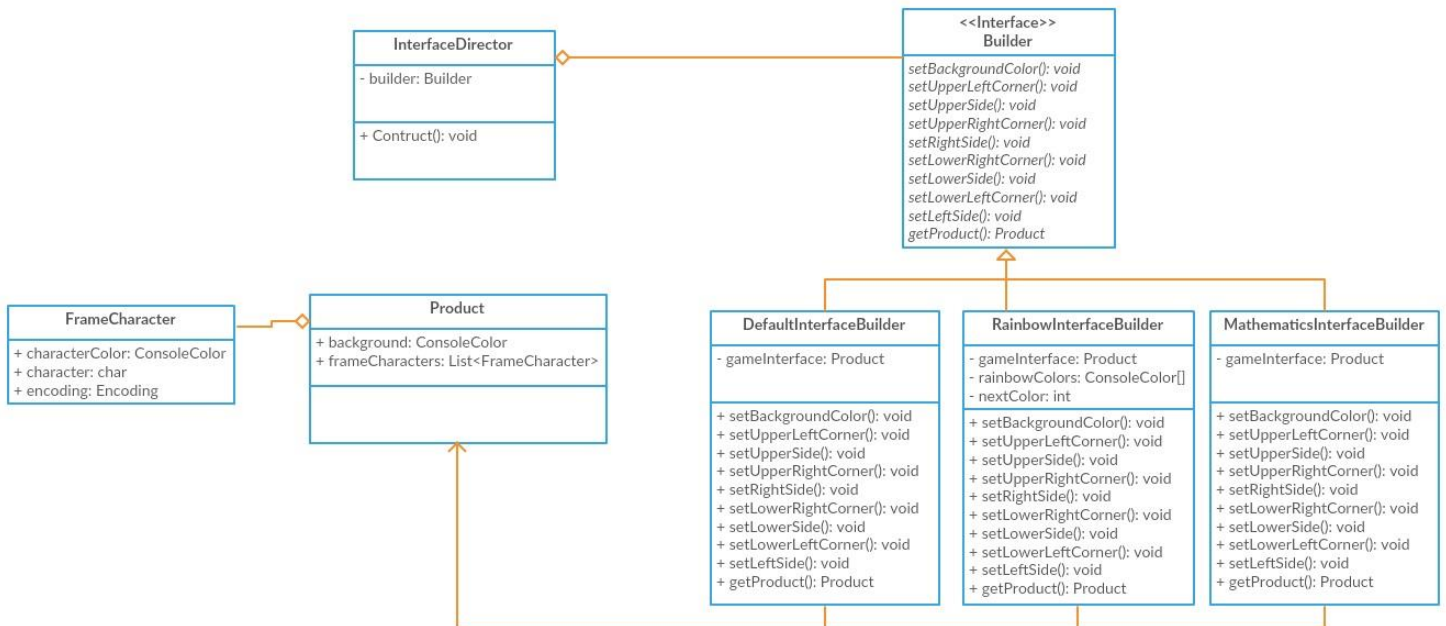 InterfaceDirector
- builder: Builder
+ Contruct(): void
<<Interface>>
Builder
setBackgroundColor(): void
setUpperLeftCorner(): void
setUpperSide(): void
setUpperRightCorner(): void
setRightSide(): void
setLowerRightCorner(): void
setLowerSide(): void
setLowerLeftCorner(): void
setLeftSide(): void
getProduct(): Product
FrameCharacter
+ characterColor: ConsoleColor
+ character: char
+ encoding: Encoding
Product
+ background: ConsoleColor
+ frameCharacters: List<FrameCharacter>
DefaultInterfaceBuilder
- gameInterface: Product
+ setBackgroundColor(): void
+ setUpperLeftCorner(): void
+ setUpperSide(): void
+ setUpperRightCorner(): void
+ setRightSide(): void
+ setLowerRightCorner(): void
+ setLowerSide(): void
+ setLowerLeftCorner(): void
+ setLeftSide(): void
+ getProduct(): Product
RainbowInterfaceBuilder
- gameInterface: Product
- rainbowColors: ConsoleColor[]
- nextColor: int
+ setBackgroundColor(): void
+ setUpperLeftCorner(): void
+ setUpperSide(): void
+ setUpperRightCorner(): void
+ setRightSide(): void
+ setLowerRightCorner(): void
+ setLowerSide(): void
+ setLowerLeftCorner(): void
+ setLeftSide(): void
+ getProduct(): Product
MathematicsInterfaceBuilder
- gameInterface: Product
+ setBackgroundColor(): void
+ setUpperLeftCorner(): void
+ setUpperSide(): void
+ setUpperRightCorner(): void
+ setRightSide(): void
+ setLowerRightCorner(): void
+ setLowerSide(): void
+ setLowerLeftCorner(): void
+ setLeftSide(): void
+ getProduct(): Product